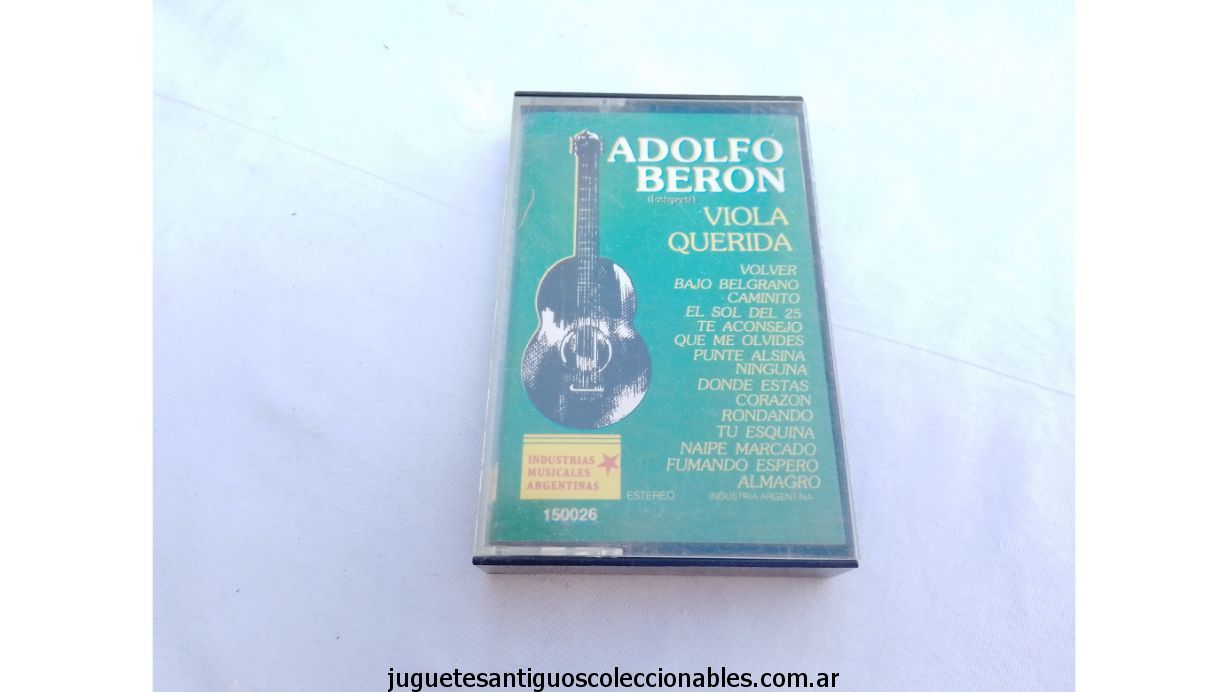 ADOLFO
BERON
(Intérprete)
VIOLA
QUERIDA
VOLVER
BAJO BELGRANO
CAMINITO
EL SOL DEL 25
TE ACONSEJO
QUE ME OLVIDES
PUNTE ALSINA
NINGUNA
DONDE ESTAS
CORAZON
RONDANDO
TU ESQUINA
NAIPE MARCADO
FUMANDO ESPERO
ALMAGRO
INDUSTRIAS
MUSICALES
ARGENTINAS
ESTEREO
INDUSTRIA ARGENTINA
150026
juguetesantiguoscoleccionables.com.ar